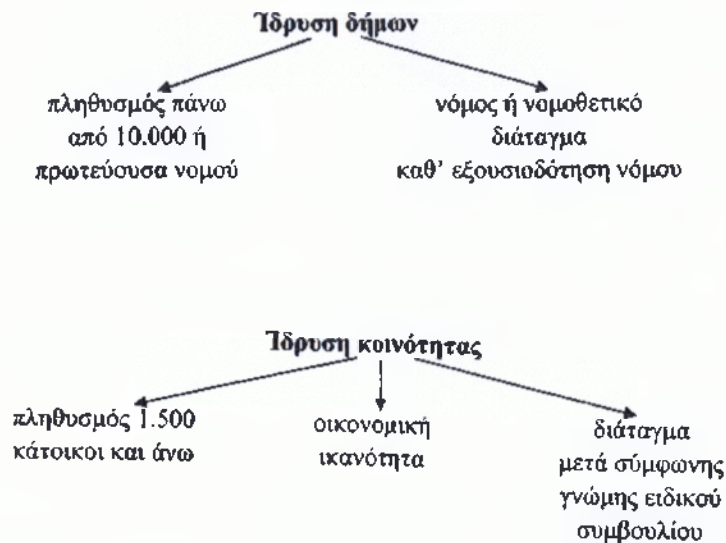 Ίδρυση δήμων
πληθυσμός πάνω
από 10.000 ή
πρωτεύουσα νομού
νόμος ή νομοθετικό
διάταγμα
καθ’ εξουσιοδότηση νόμου
Ίδρυση κοινότητας
πληθυσμός 1.500
κάτοικοι και άνω
οικονομική
ικανότητα
διάταγμα
μετά σύμφωνης
γνώμης ειδικού
συμβουλίου